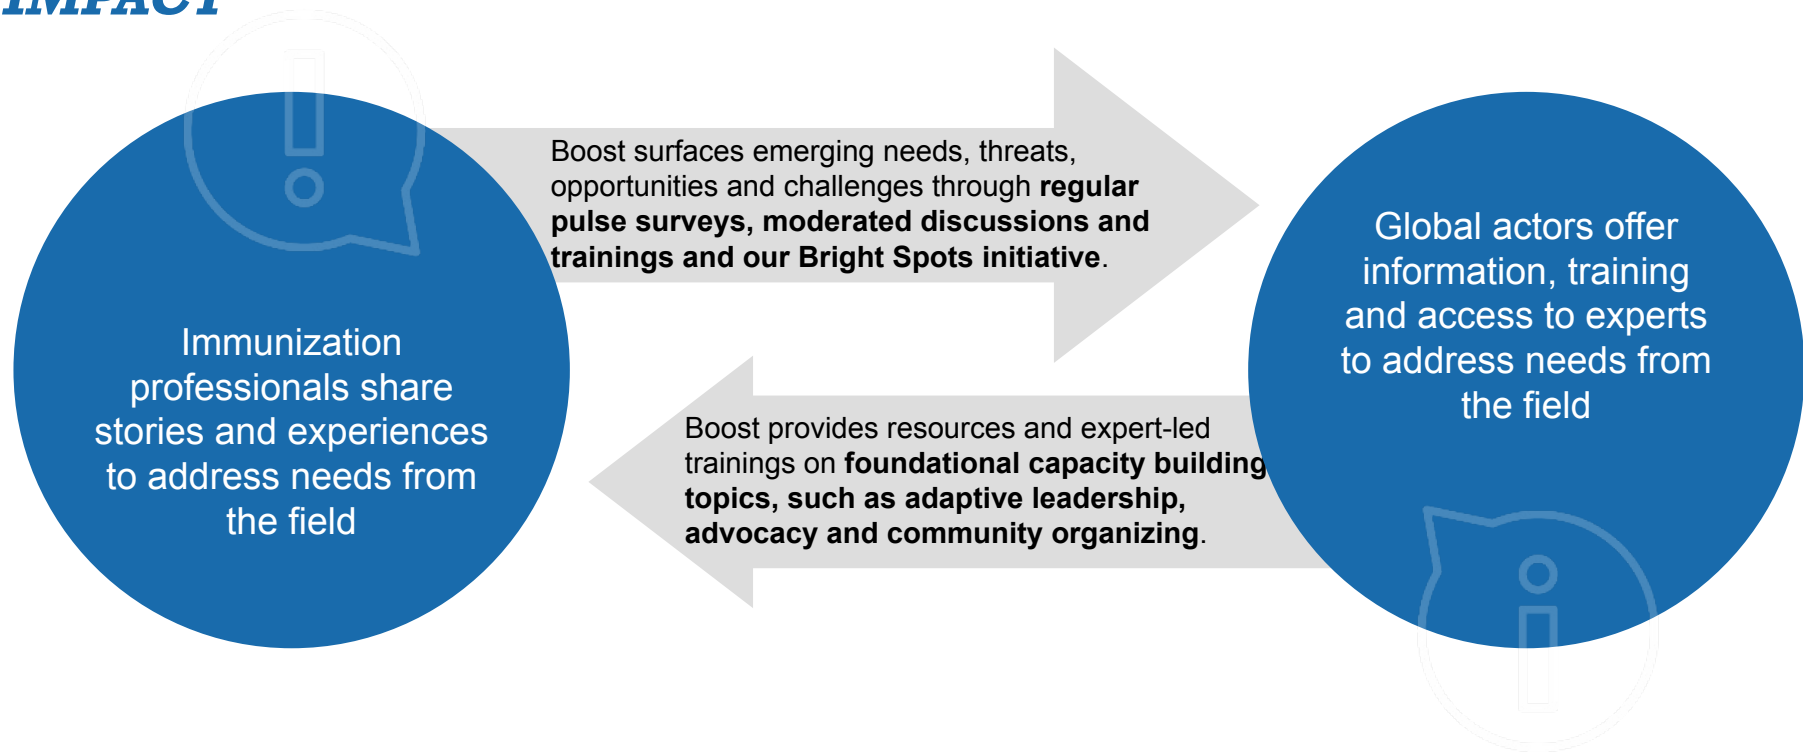 IMPACT
Boost surfaces emerging needs, threats,
opportunities and challenges through regular
pulse surveys, moderated discussions and
trainings and our Bright Spots initiative.
Immunization
professionals share
stories and experiences
to address needs from
the field
Global actors offer
information, training
and access to experts
to address needs from
the field
Boost provides resources and expert-led
trainings on foundational capacity building
topics, such as adaptive leadership,
advocacy and community organizing.